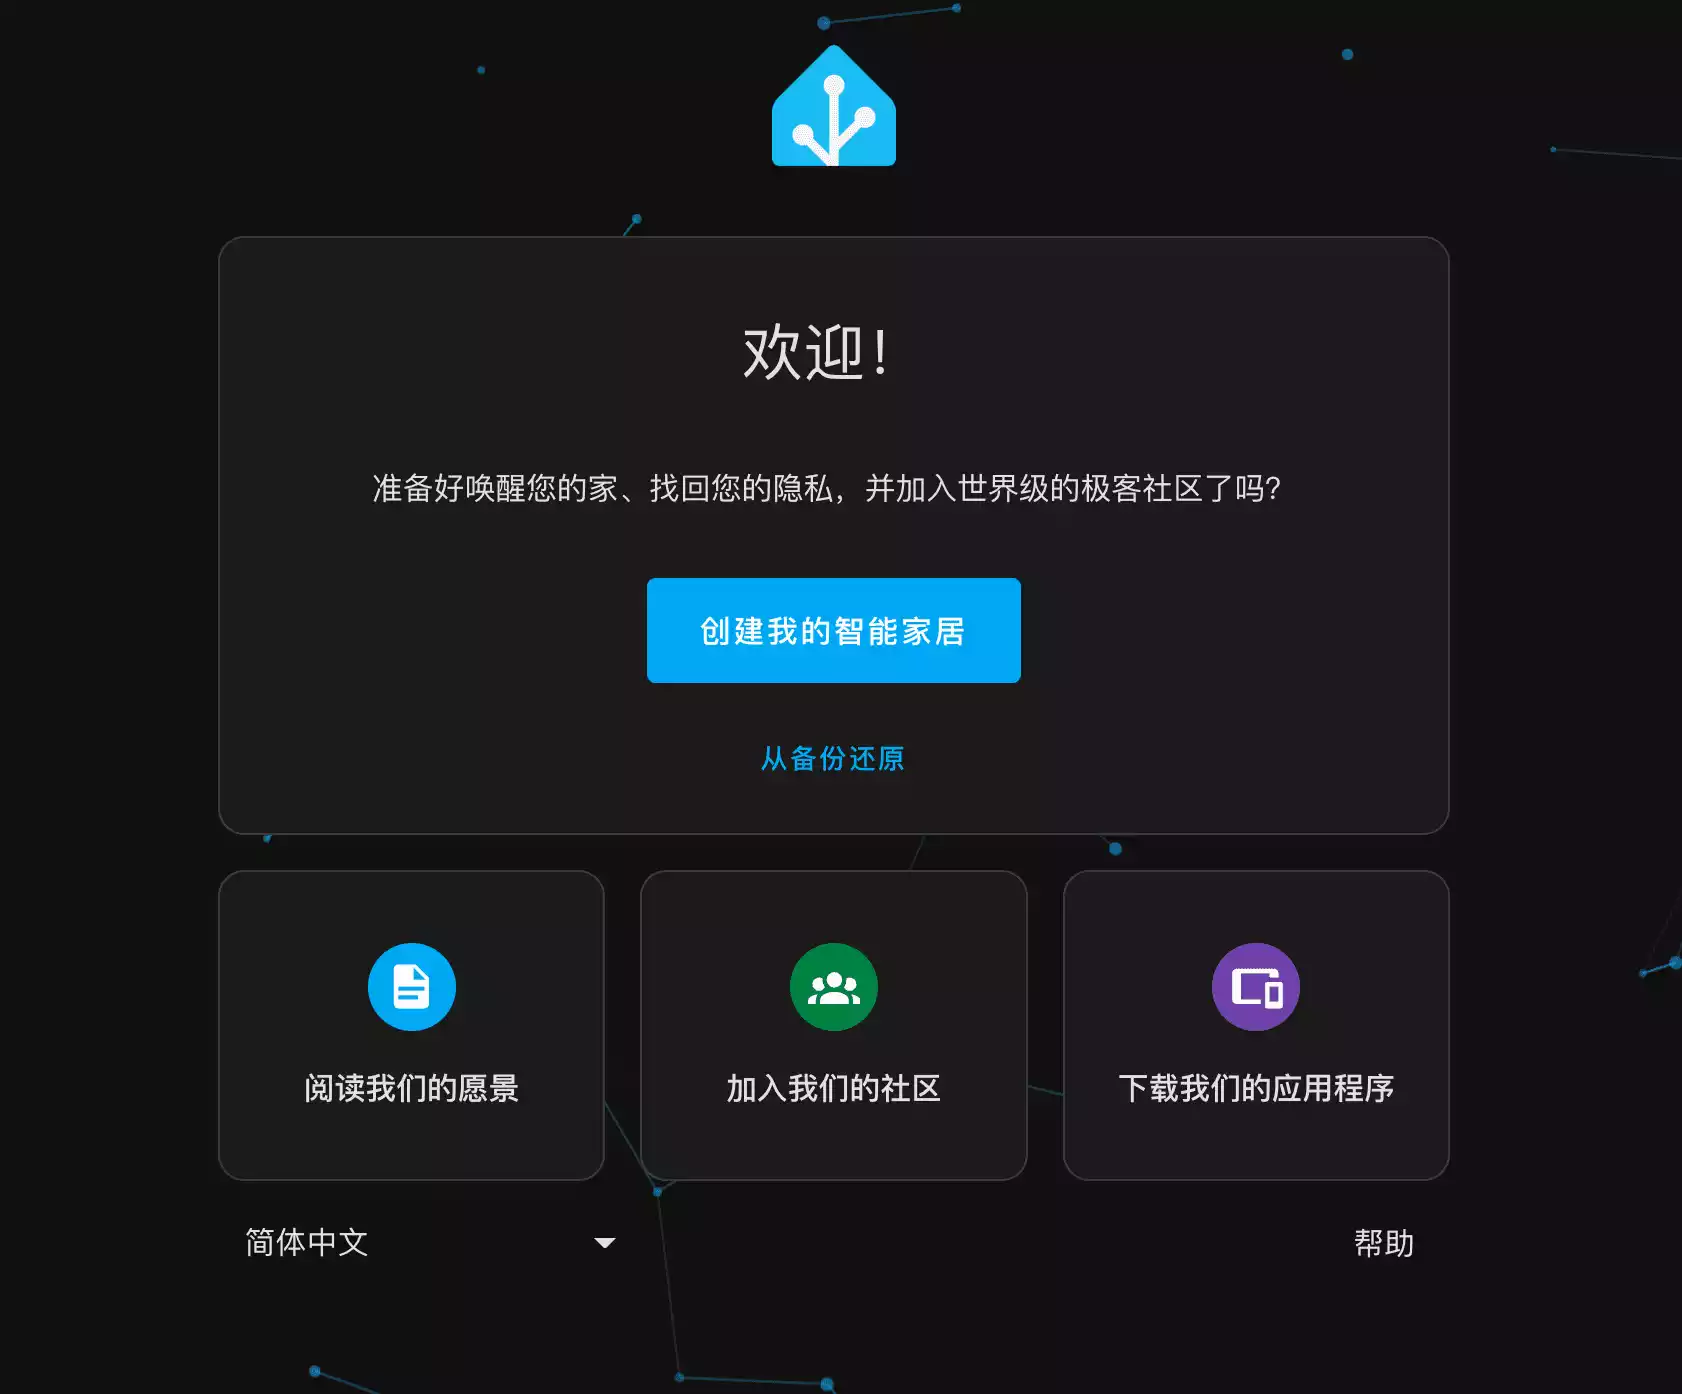 欢迎！
准备好唤醒您的家、找回您的隐私，并加入世界级的极客社区了吗？
创建我的智能家居
从备份还原
阅读我们的愿景
加入我们的社区
下载我们的应用程序
简体中文
帮助